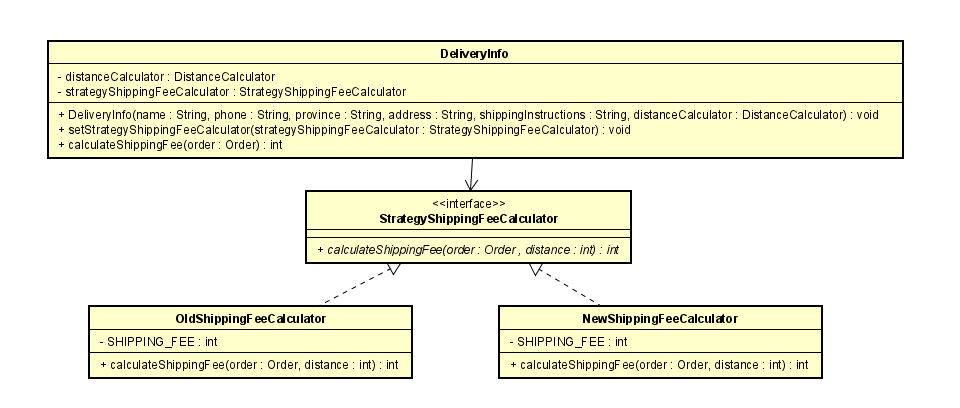 DeliveryInfo
- distanceCalculator : DistanceCalculator
- strategyShippingFeeCalculator : StrategyShippingFeeCalculator
+ DeliveryInfo(name : String, phone : String, province : String, address : String, shippingInstructions : String, distanceCalculator : DistanceCalculator) : void
+ setStrategyShippingFeeCalculator(strategyShippingFeeCalculator : StrategyShippingFeeCalculator) : void
+ calculateShippingFee(order : Order) : int
<<interface>>
StrategyShippingFeeCalculator
+ calculateShippingFee(order : Order , distance : int) : int
OldShippingFeeCalculator
- SHIPPING_FEE : int
+ calculateShippingFee(order : Order, distance : int) : int
NewShippingFeeCalculator
- SHIPPING_FEE : int
+ calculateShippingFee(order : Order, distance : int) : int